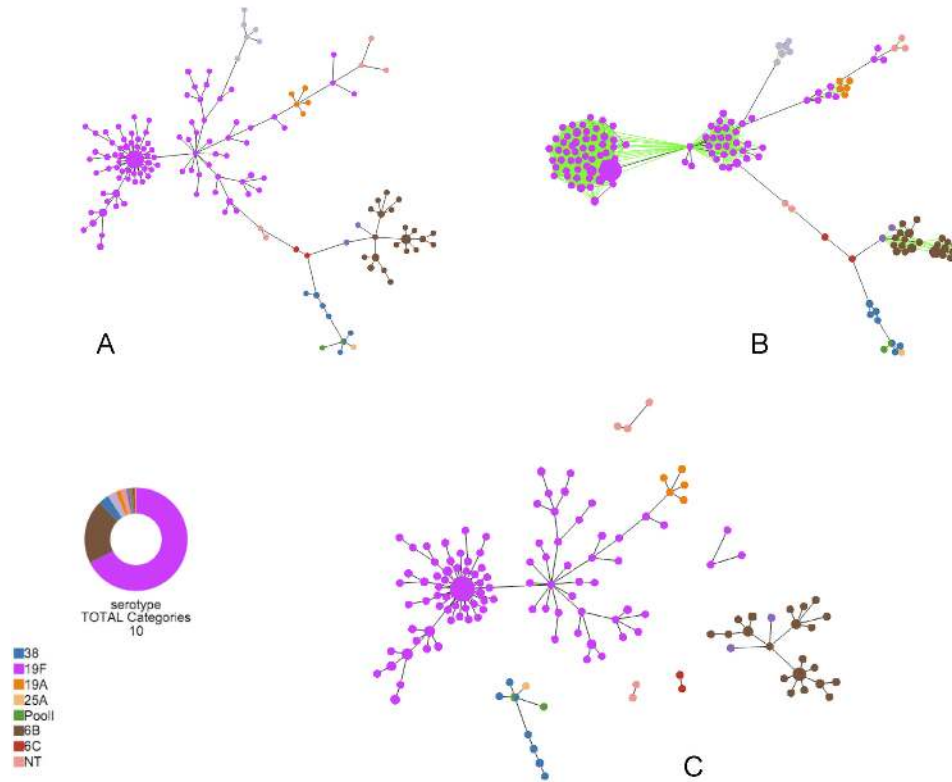 A
B
serotype
TOTAL Categories
10
38
19F
19A
25A
PoolI
6B
6C
NT
C